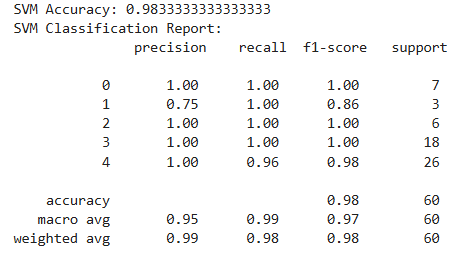 SVM Accuracy: 0.9833333333333333
SVM Classification Report:
precision recall f1-score support
0 1.00 1.00 1.00 7
1 0.75 1.00 0.86 3
2 1.00 1.00 1.00 6
3 1.00 1.00 1.00 18
4 1.00 0.96 0.98 26
accuracy 0.98 60
macro avg 0.95 0.99 0.97 60
weighted avg 0.99 0.98 0.98 60